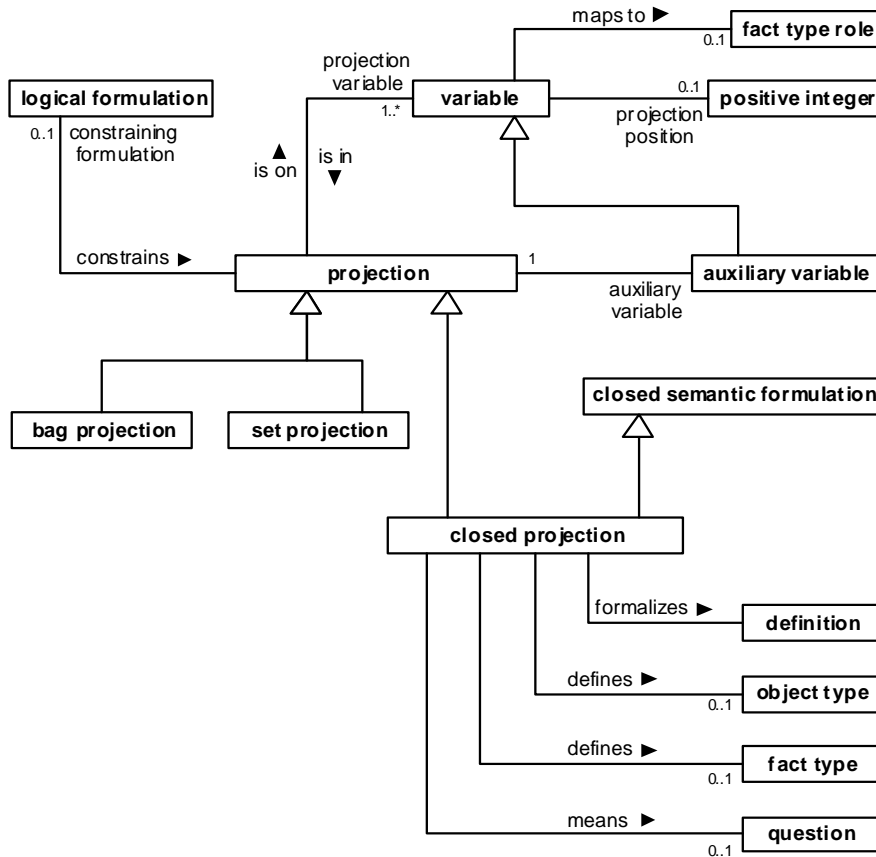 maps to ►
0..1
fact type role
projection
variable
1..*
logical formulation
variable
0..1
positive integer
projection
position
0..1
constraining
formulation
▲
is on
is in
▼
constrains ►
projection
1
auxiliary
variable
auxiliary variable
closed semantic formulation
bag projection
set projection
closed projection
formalizes ►
definition
defines ►
0..1
object type
defines ►
0..1
fact type
means ►
0..1
question